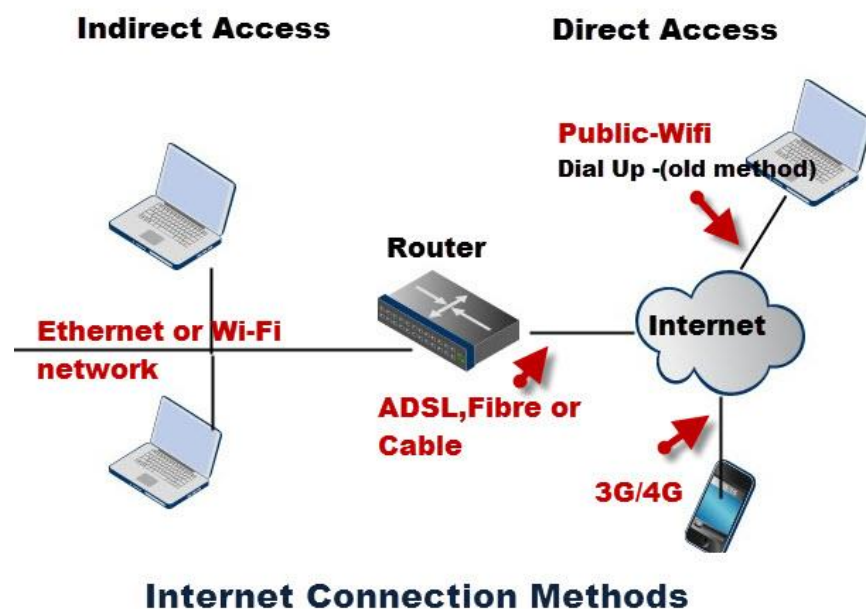 Indirect Access
Direct Access
Public-Wifi
Dial Up -(old method)
Router
Internet
Ethernet or Wi-Fi
network
ADSL,Fibre or
Cable
3G/4G
Internet Connection Methods